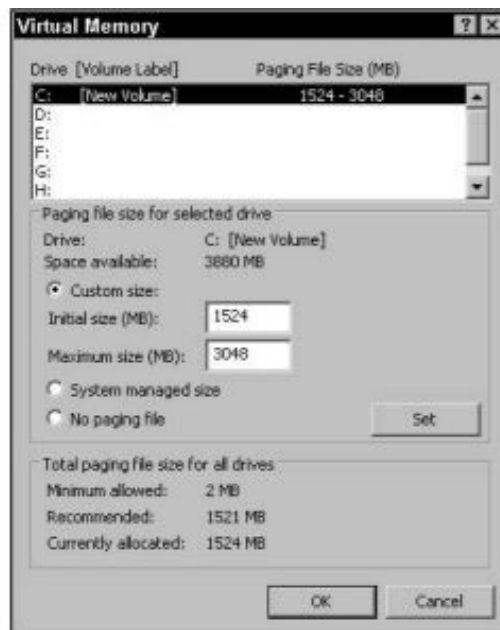 Virtual Memory
Drive [Volume Label] Paging File Size (MB)
C: [New Volume] 1524 - 3048
D:
E:
F:
G:
H:
Paging file size for selected drive
Drive: C: [New Volume]
Space available: 3880 MB
Custom size:
Initial size (MB): 1524
Maximum size (MB): 3048
System managed size
No paging file Set
Total paging file size for all drives
Minimum allowed: 2 MB
Recommended: 1521 MB
Currently allocated: 1524 MB
OK Cancel